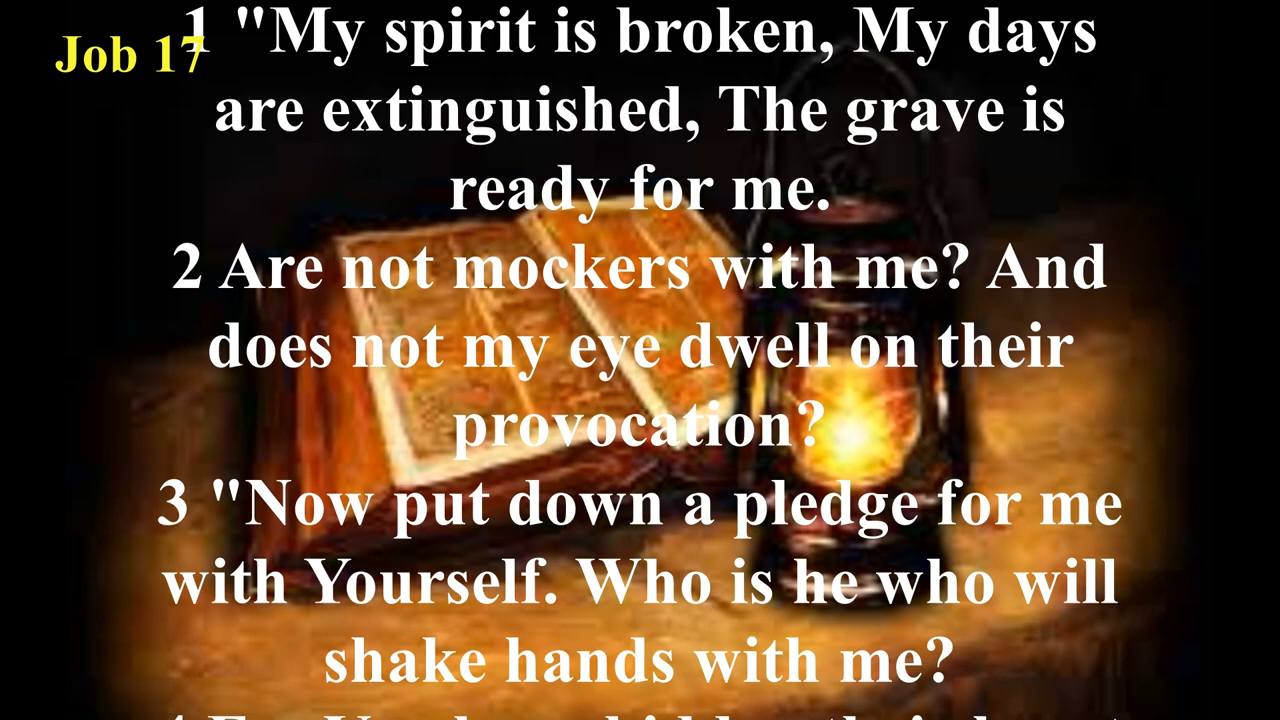 Job 17
1 "My spirit is broken, My days
are extinguished, The grave is
ready for me.
2 Are not mockers with me? And
does not my eye dwell on their
provocation?
3 "Now put down a pledge for me
with Yourself. Who is he who will
shake hands with me?